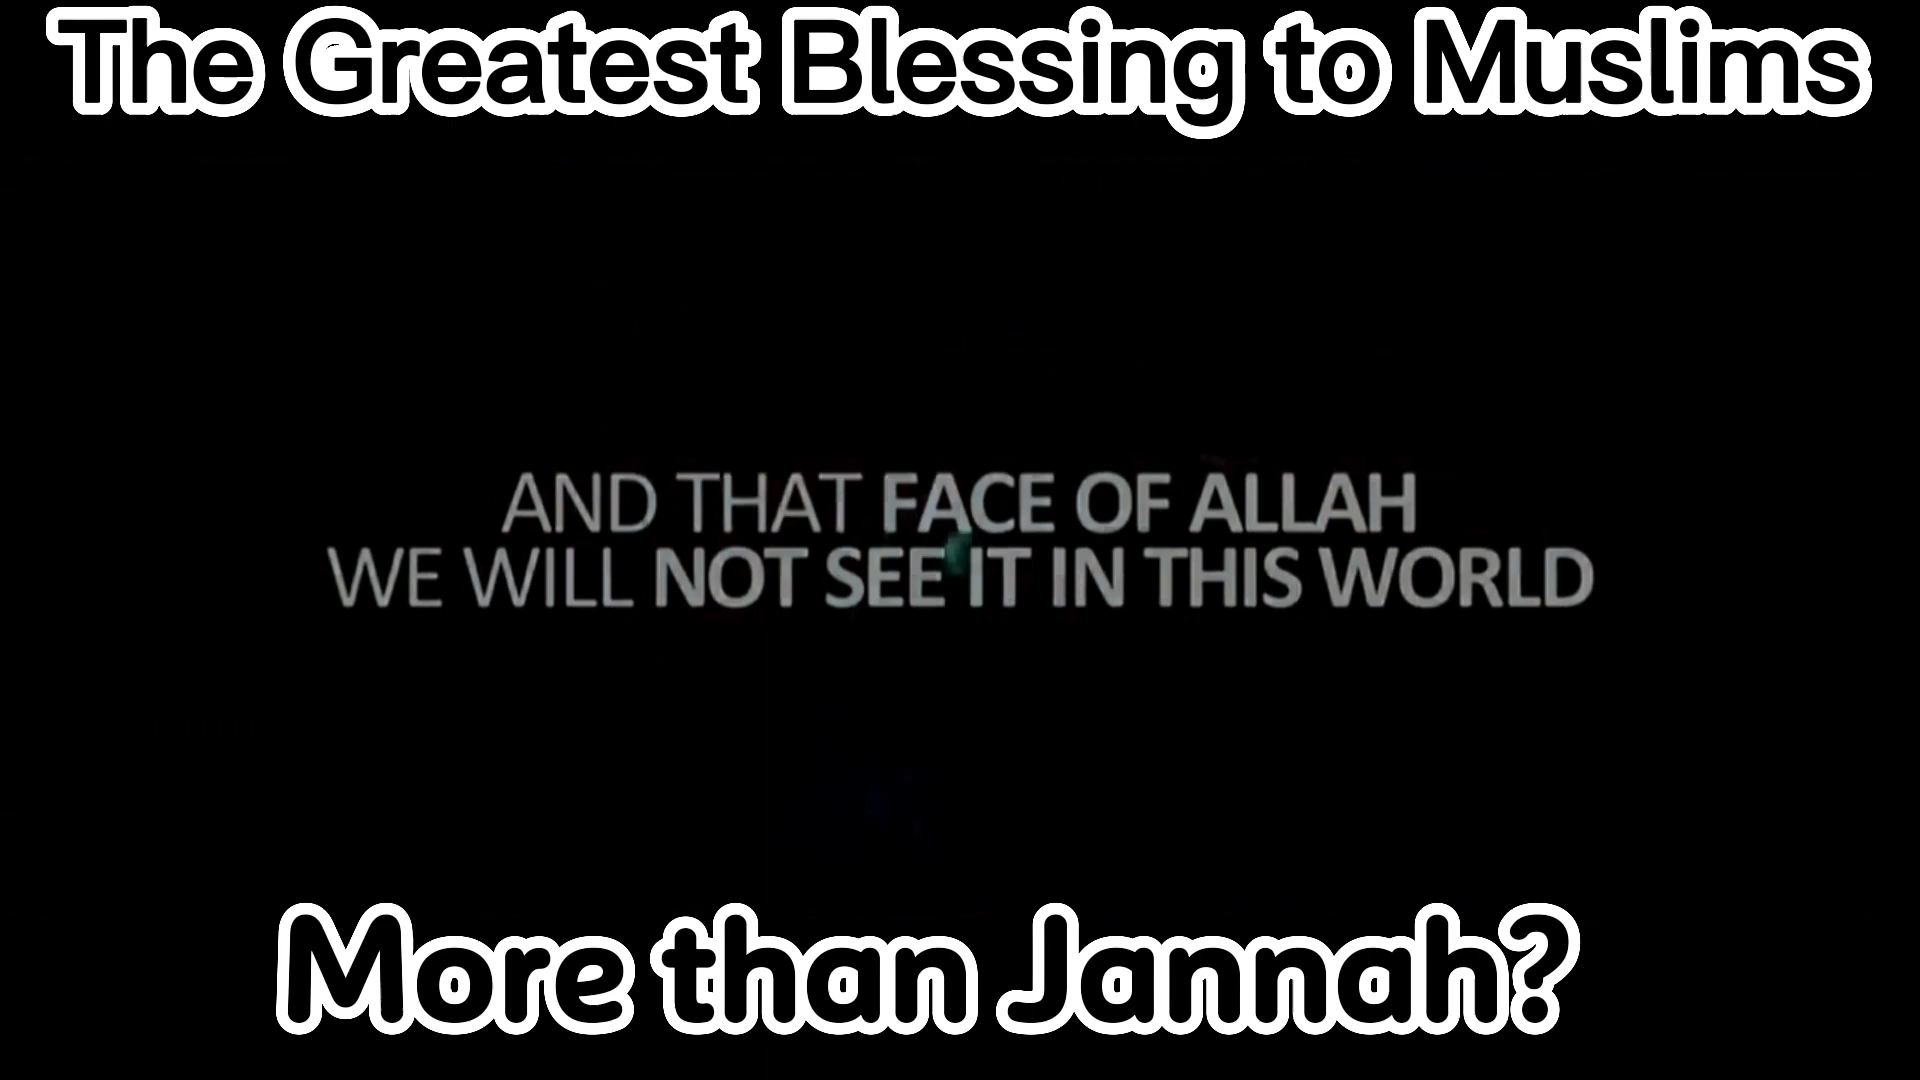 The Greatest Blessing to Muslims
AND THAT FACE OF ALLAH
WE WILL NOT SEE IT IN THIS WORLD
More than Jannah?